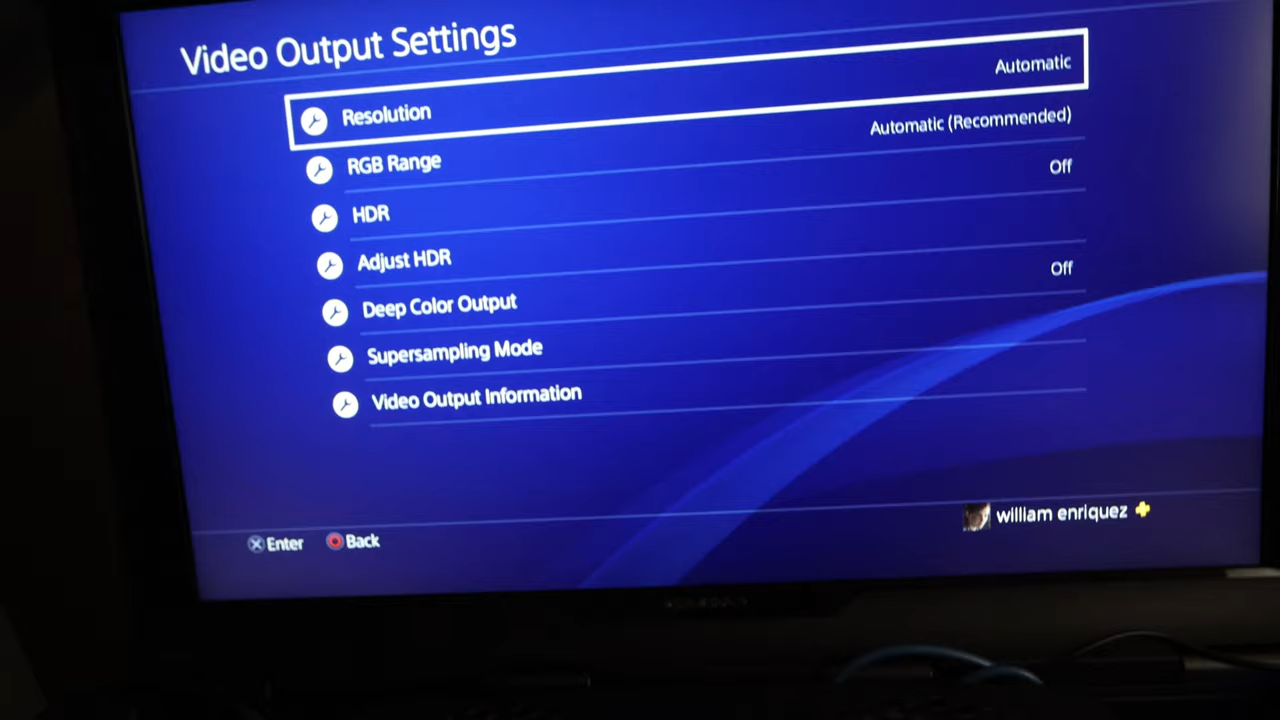 Video Output Settings
Resolution Automatic
RGB Range Automatic (Recommended)
HDR Off
Adjust HDR
Deep Color Output Off
Supersampling Mode
Video Output Information
william enriquez
Enter Back